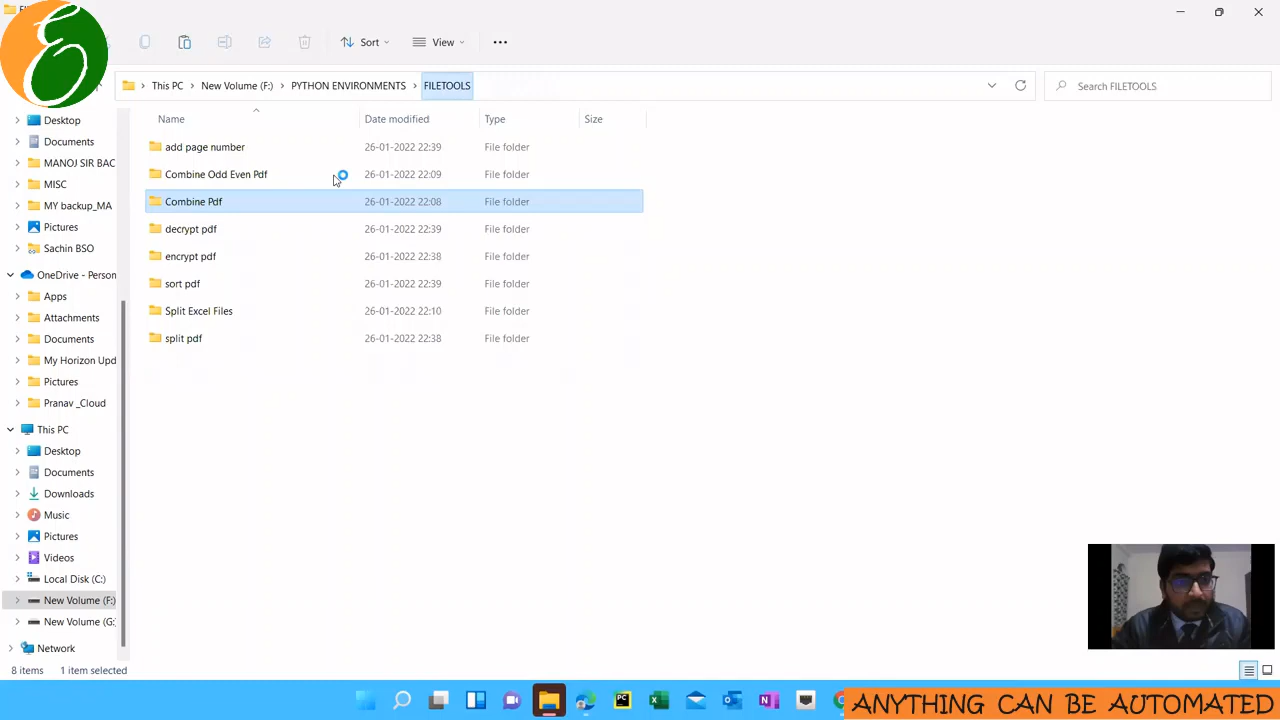 Sort
View
This PC > New Volume (F:) > PYTHON ENVIRONMENTS > FILETOOLS
Search FILETOOLS
Name Date modified Type Size
add page number 26-01-2022 22:39 File folder
Combine Odd Even Pdf 26-01-2022 22:09 File folder
Combine Pdf 26-01-2022 22:08 File folder
decrypt pdf 26-01-2022 22:39 File folder
encrypt pdf 26-01-2022 22:38 File folder
sort pdf 26-01-2022 22:39 File folder
Split Excel Files 26-01-2022 22:10 File folder
split pdf 26-01-2022 22:38 File folder
Desktop
Documents
MANOJ SIR BAC
MISC
MY backup_MA
Pictures
Sachin BSO
OneDrive - Person
Apps
Attachments
Documents
My Horizon Upd
Pictures
Pranav _Cloud
This PC
Desktop
Documents
Downloads
Music
Pictures
Videos
Local Disk (C:)
New Volume (F:)
New Volume (G:
Network
8 items 1 item selected
ANYTHING CAN BE AUTOMATED